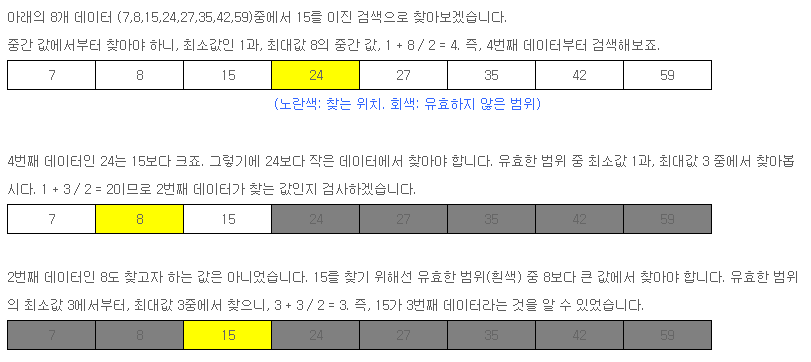 아래의 8개 데이터 (7,8,15,24,27,35,42,59)중에서 15를 이진 검색으로 찾아보겠습니다.
중간 값에서부터 찾아야 하니, 최소값인 1과, 최대값 8의 중간 값, 1 + 8 / 2 = 4. 즉, 4번째 데이터부터 검색해보죠.
7 8 15 24 27 35 42 59
(노란색: 찾는 위치. 회색: 유효하지 않은 범위)
4번째 데이터인 24는 15보다 크죠. 그렇기에 24보다 작은 데이터에서 찾아야 합니다. 유효한 범위 중 최소값 1과, 최대값 3 중에서 찾아봅
시다. 1 + 3 / 2 = 2이므로 2번째 데이터가 찾는 값인지 검사하겠습니다.
7 8 15 24 27 35 42 59
2번째 데이터인 8도 찾고자 하는 값은 아니었습니다. 15를 찾기 위해선 유효한 범위(흰색) 중 8보다 큰 값에서 찾아야 합니다. 유효한 범위
의 최소값 3에서부터, 최대값 3중에서 찾으니, 3 + 3 / 2 = 3. 즉, 15가 3번째 데이터라는 것을 알 수 있었습니다.
7 8 15 24 27 35 42 59